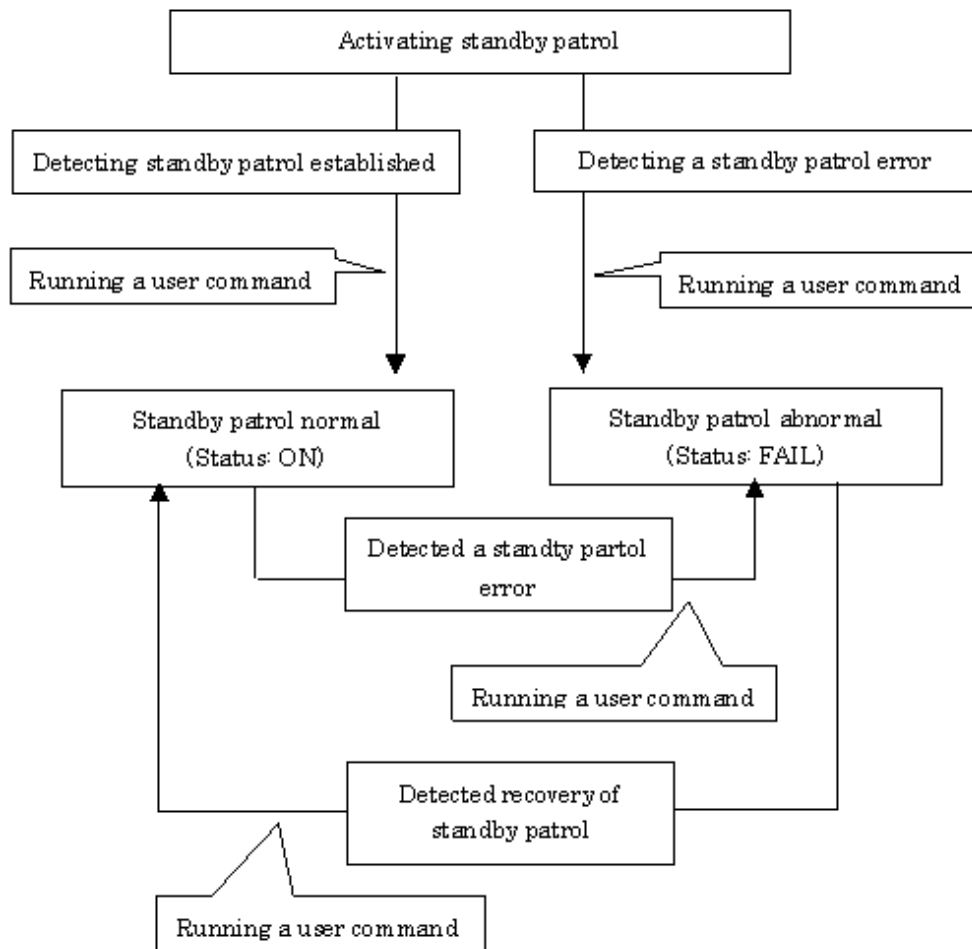 Activating standby patrol
Detecting standby patrol established
Detecting a standby patrol error
Running a user command
Running a user command
Standby patrol normal
(Status: ON)
Standby patrol abnormal
(Status: FAIL)
Detected a standty partol
error
Running a user command
Detected recovery of
standby patrol
Running a user command